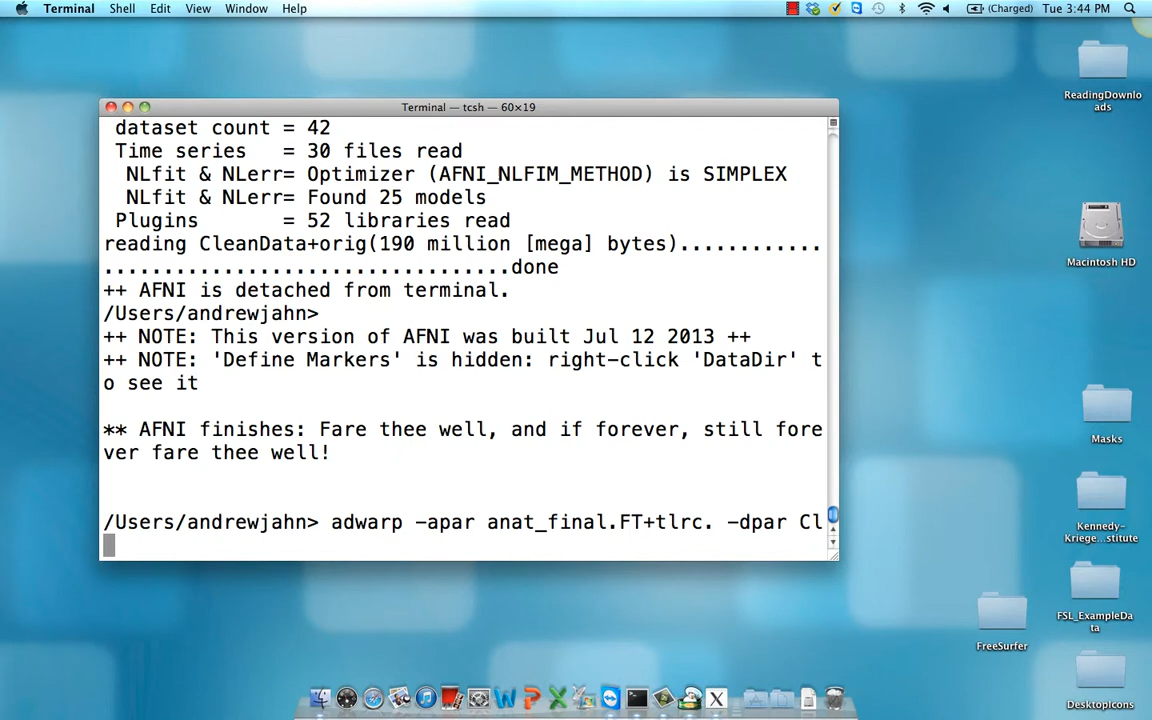 Terminal Shell Edit View Window Help (Charged) Tue 3:44 PM
Terminal — tcsh — 60×19
dataset count = 42
Time series   = 30 files read
NLfit & NLerr= Optimizer (AFNI_NLFIM_METHOD) is SIMPLEX
NLfit & NLerr= Found 25 models
Plugins       = 52 libraries read
reading CleanData+orig(190 million [mega] bytes)............
..................................done
++ AFNI is detached from terminal.
/Users/andrewjahn>
++ NOTE: This version of AFNI was built Jul 12 2013 ++
++ NOTE: 'Define Markers' is hidden: right-click 'DataDir' t
o see it
** AFNI finishes: Fare thee well, and if forever, still fore
ver fare thee well!
/Users/andrewjahn> adwarp -apar anat_final.FT+tlrc. -dpar Cl
ReadingDownlo
ads
Macintosh HD
Masks
Kennedy-
Kriege...stitute
FSL_ExampleDa
ta
FreeSurfer
DesktopIcons